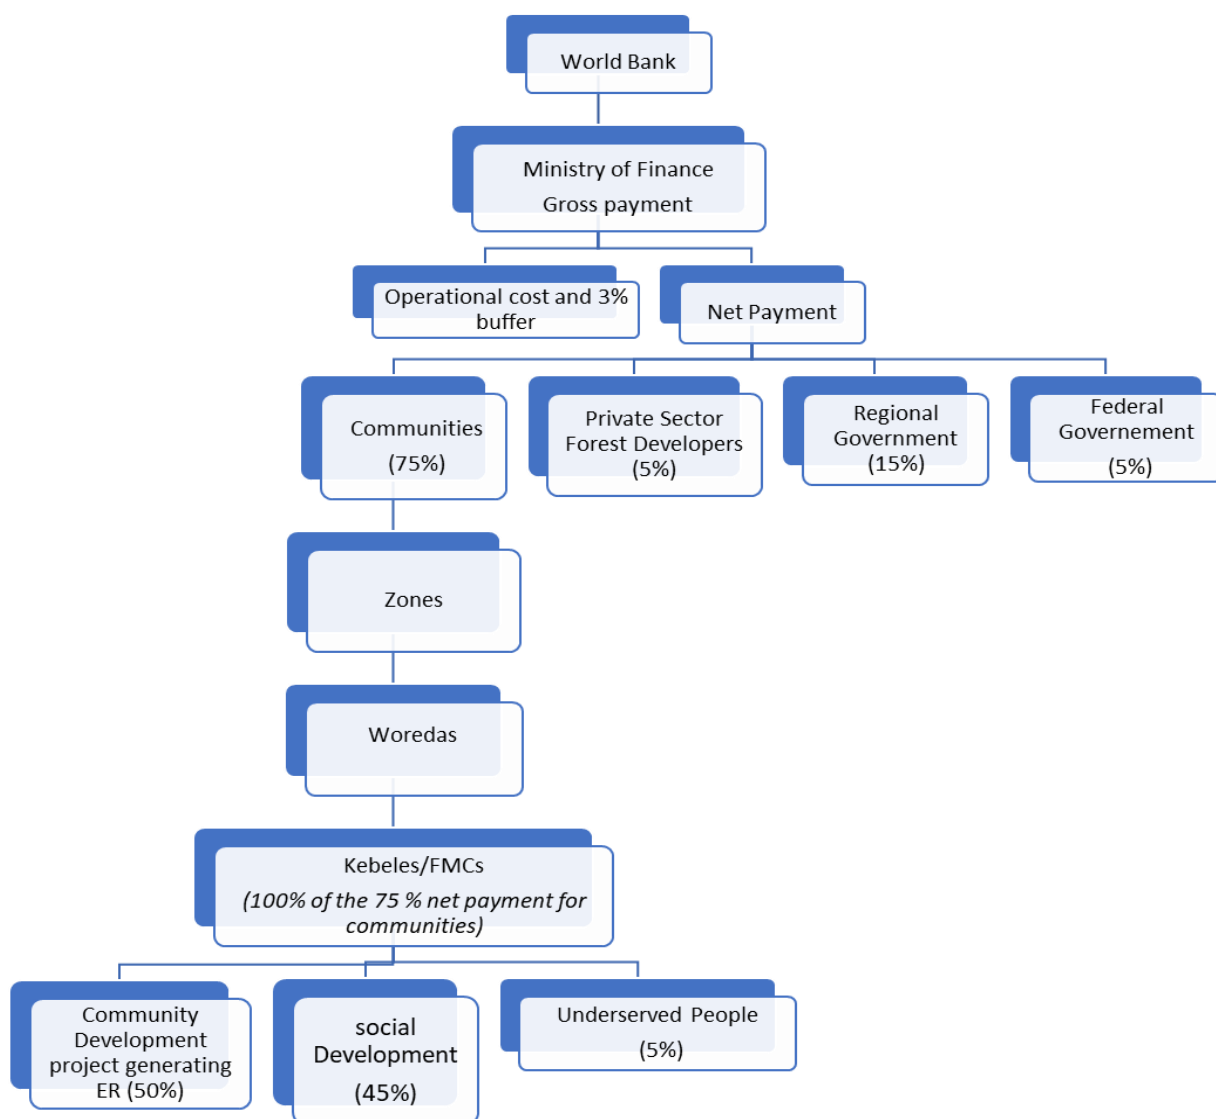 World Bank
Ministry of Finance
Gross payment
Operational cost and 3%
buffer
Net Payment
Communities
(75%)
Private Sector
Forest Developers
(5%)
Regional
Government
(15%)
Federal
Governement
(5%)
Zones
Woredas
Kebeles/FMCs
(100% of the 75 % net payment for
communities)
Community
Development
project generating
ER (50%)
social
Development
(45%)
Underserved People
(5%)